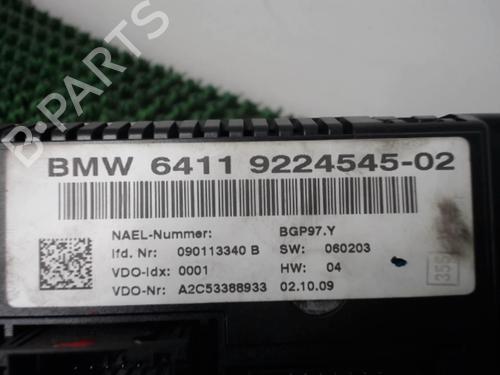 B-PARTS
BMW 6411 9224545-02
NAEL-Nummer: BGP97.Y
lfd. Nr: 090113340 B SW: 060203
VDO-Idx: 0001 HW: 04
VDO-Nr: A2C53388933 02.10.09